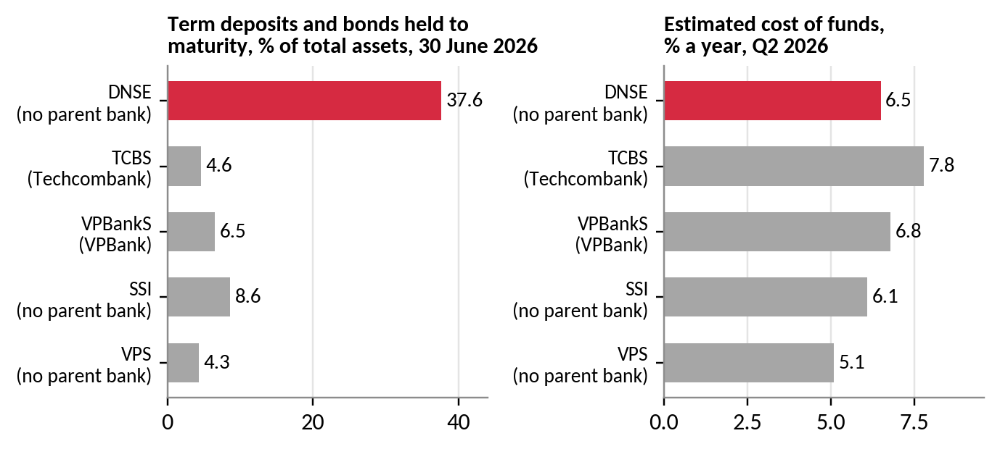 Term deposits and bonds held to
maturity, % of total assets, 30 June 2026
DNSE
(no parent bank)
37.6
TCBS
(Techcombank)
4.6
VPBankS
(VPBank)
6.5
SSI
(no parent bank)
8.6
VPS
(no parent bank)
4.3
0
20
40
Estimated cost of funds,
% a year, Q2 2026
DNSE
(no parent bank)
6.5
TCBS
(Techcombank)
7.8
VPBankS
(VPBank)
6.8
SSI
(no parent bank)
6.1
VPS
(no parent bank)
5.1
0.0
2.5
5.0
7.5